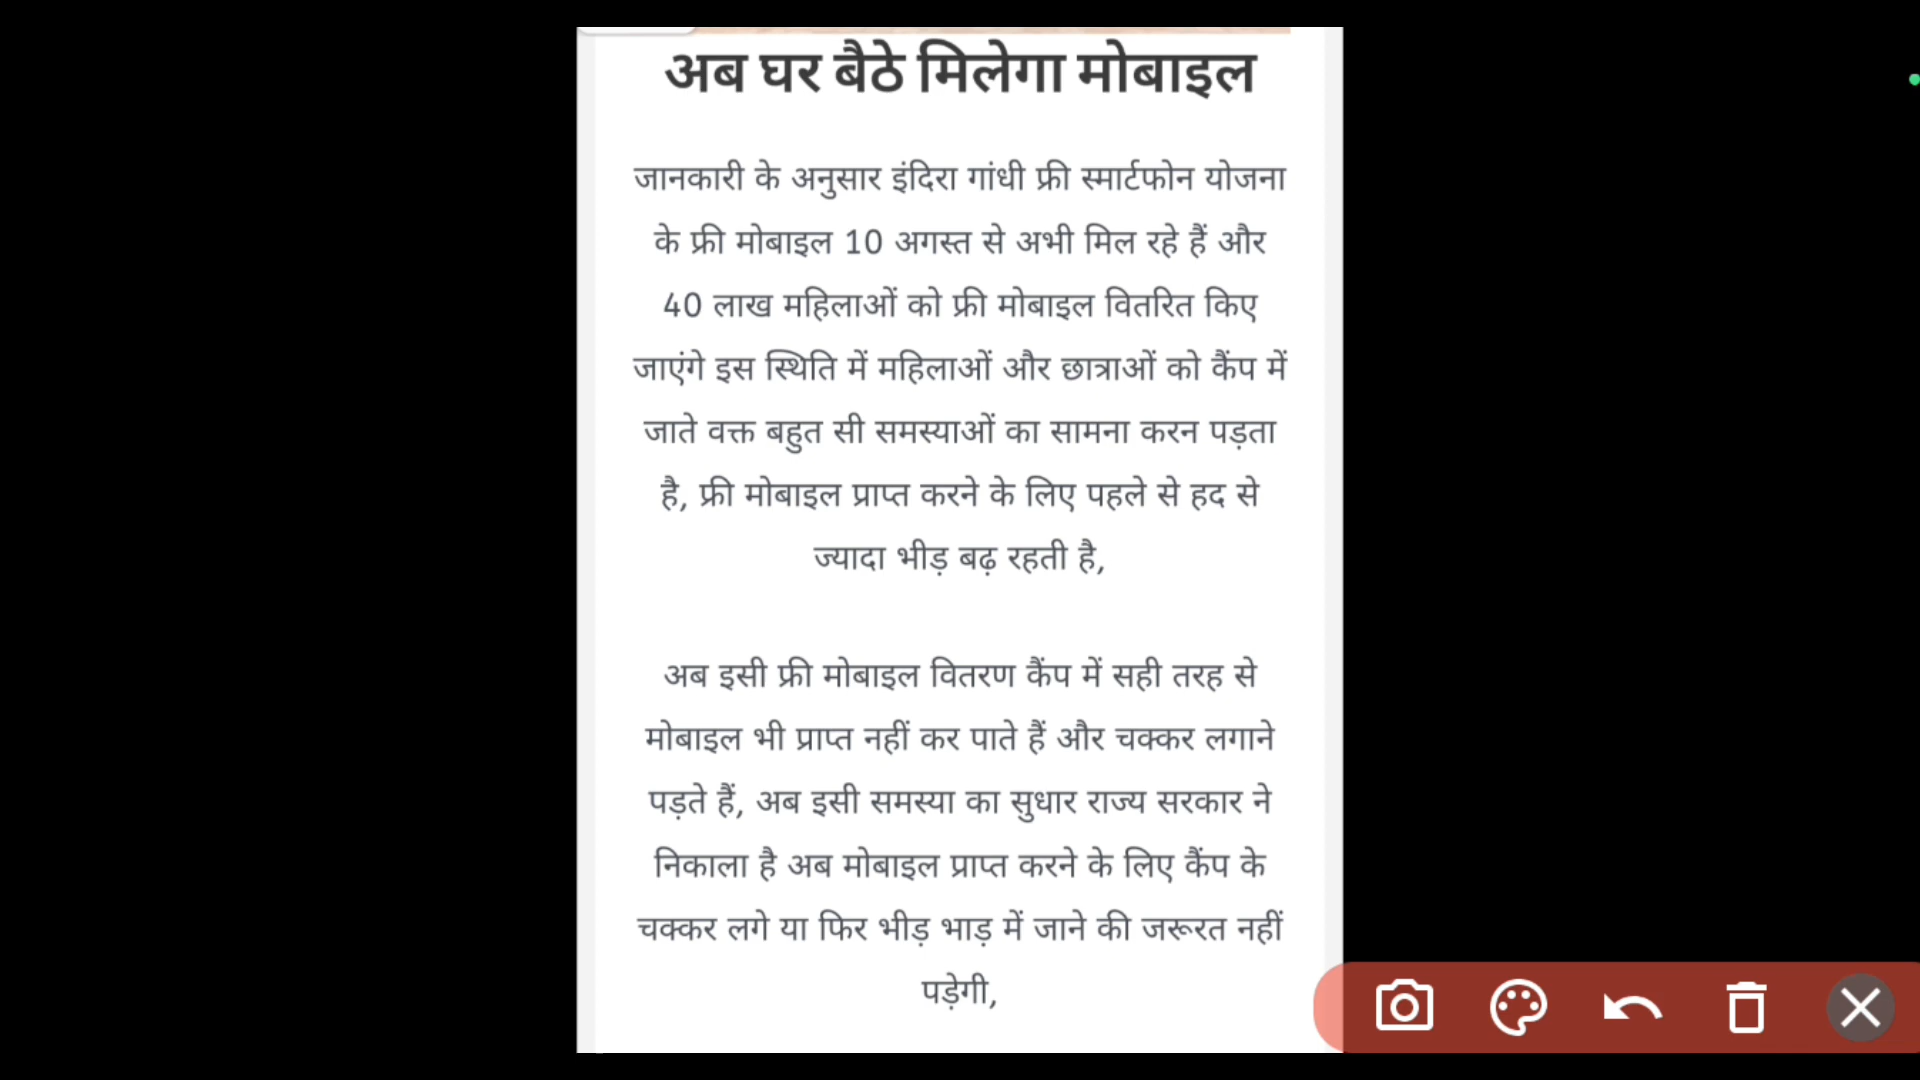 अब घर बैठे मिलेगा मोबाइल
जानकारी के अनुसार इंदिरा गांधी फ्री स्मार्टफोन योजना
के फ्री मोबाइल 10 अगस्त से अभी मिल रहे हैं और
40 लाख महिलाओं को फ्री मोबाइल वितरित किए
जाएंगे इस स्थिति में महिलाओं और छात्राओं को कैंप में
जाते वक्त बहुत सी समस्याओं का सामना करन पड़ता
है, फ्री मोबाइल प्राप्त करने के लिए पहले से हद से
ज्यादा भीड़ बढ़ रहती है,
अब इसी फ्री मोबाइल वितरण कैंप में सही तरह से
मोबाइल भी प्राप्त नहीं कर पाते हैं और चक्कर लगाने
पड़ते हैं, अब इसी समस्या का सुधार राज्य सरकार ने
निकाला है अब मोबाइल प्राप्त करने के लिए कैंप के
चक्कर लगे या फिर भीड़ भाड़ में जाने की जरूरत नहीं
पड़ेगी,